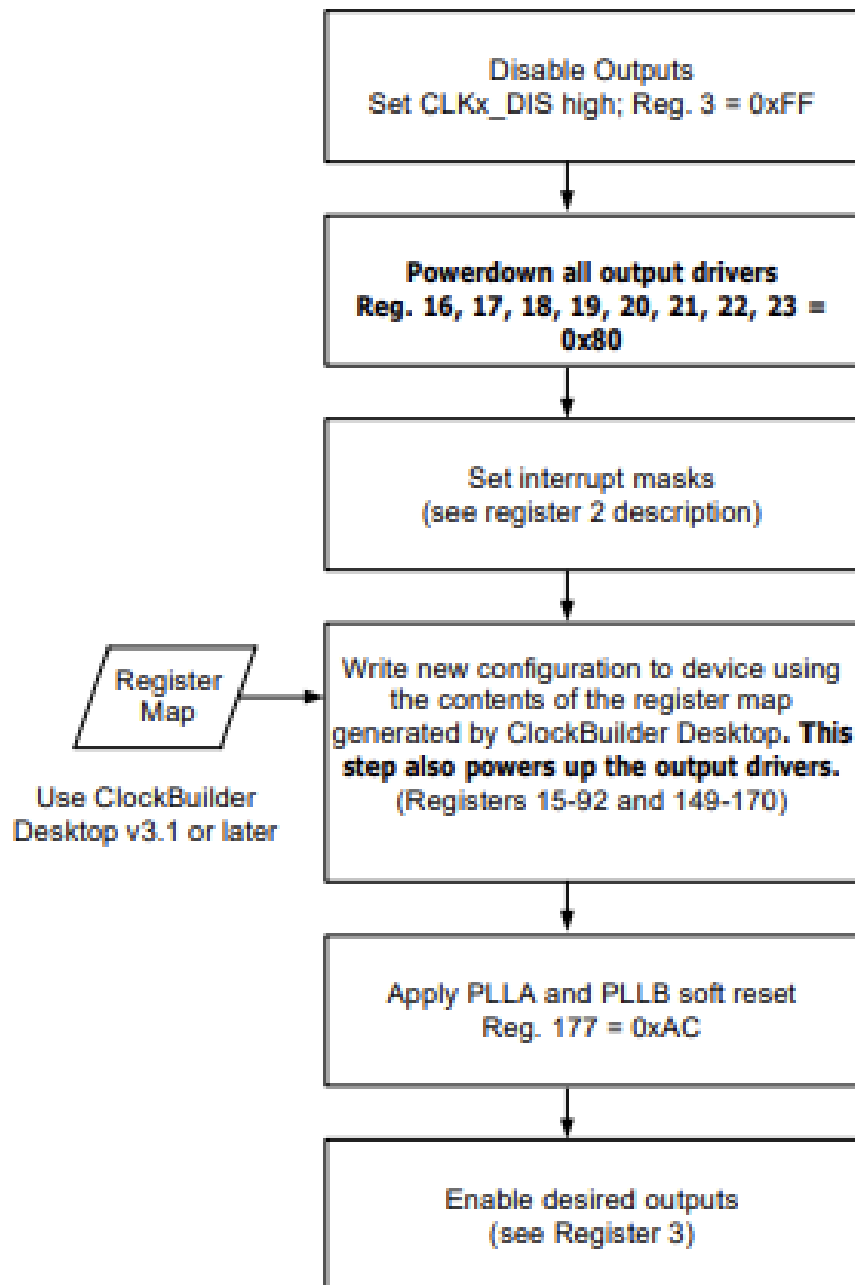 Disable Outputs
Set CLKx_DIS high; Reg. 3 = 0xFF
Powerdown all output drivers
Reg. 16, 17, 18, 19, 20, 21, 22, 23 =
0x80
Set interrupt masks
(see register 2 description)
Register
Map
Use ClockBuilder
Desktop v3.1 or later
Write new configuration to device using
the contents of the register map
generated by ClockBuilder Desktop. This
step also powers up the output drivers.
(Registers 15-92 and 149-170)
Apply PLLA and PLLB soft reset
Reg. 177 = 0xAC
Enable desired outputs
(see Register 3)